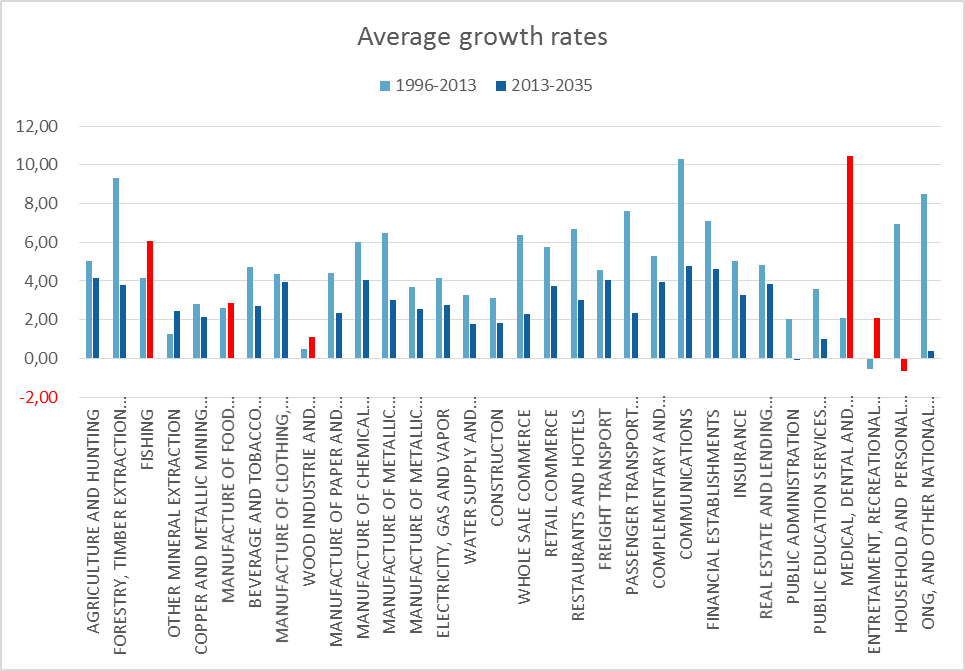 Average growth rates
1996-2013
2013-2035
12,00
10,00
8,00
6,00
4,00
2,00
0,00
-2,00
AGRICULTURE AND HUNTING
FORESTRY, TIMBER EXTRACTION...
FISHING
OTHER MINERAL EXTRACTION
COPPER AND METALLIC MINING...
MANUFACTURE OF FOOD...
BEVERAGE AND TOBACCO...
MANUFACTURE OF CLOTHING,...
WOOD INDUSTRIE AND...
MANUFACTURE OF PAPER AND...
MANUFACTURE OF CHEMICAL...
MANUFACTURE OF METALLIC...
MANUFACTURE OF METALLIC...
ELECTRICITY, GAS AND VAPOR
WATER SUPPLY AND...
CONSTRUCTON
WHOLE SALE COMMERCE
RETAIL COMMERCE
RESTAURANTS AND HOTELS
FREIGHT TRANSPORT
PASSENGER TRANSPORT...
COMPLEMENTARY AND...
COMMUNICATIONS
FINANCIAL ESTABLISHMENTS
INSURANCE
REAL ESTATE AND LENDING...
PUBLIC ADMINISTRATION
PUBLIC EDUCATION SERVICES...
MEDICAL, DENTAL AND...
ENTRETAIMENT, RECREATIONAL...
HOUSEHOLD AND PERSONAL...
ONG, AND OTHER NATIONAL...